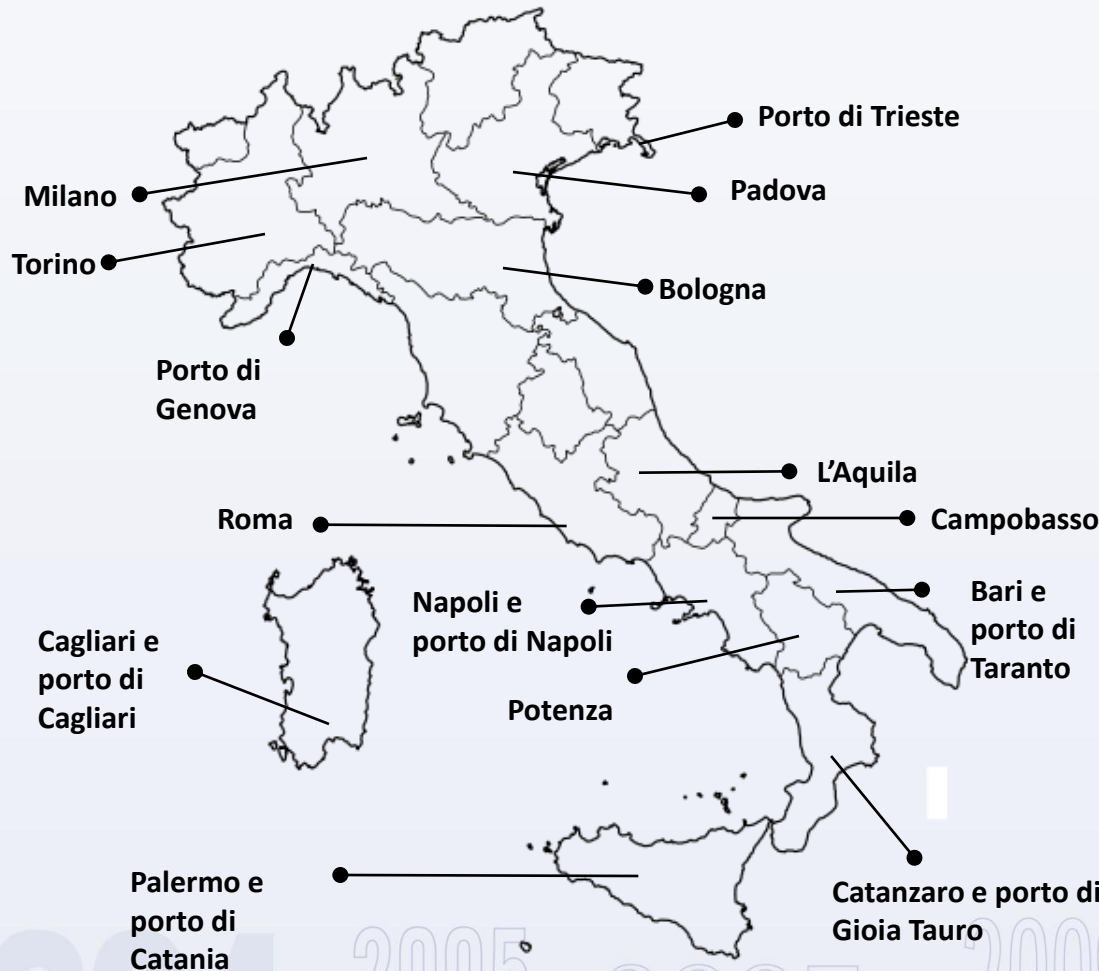 Porto di Trieste
Milano
Padova
Torino
Bologna
Porto di
Genova
L’Aquila
Roma
Campobasso
Napoli e
porto di Napoli
Bari e
porto di
Taranto
Cagliari e
porto di
Cagliari
Potenza
Palermo e
porto di
Catania
Catanzaro e porto di
Gioia Tauro
2005